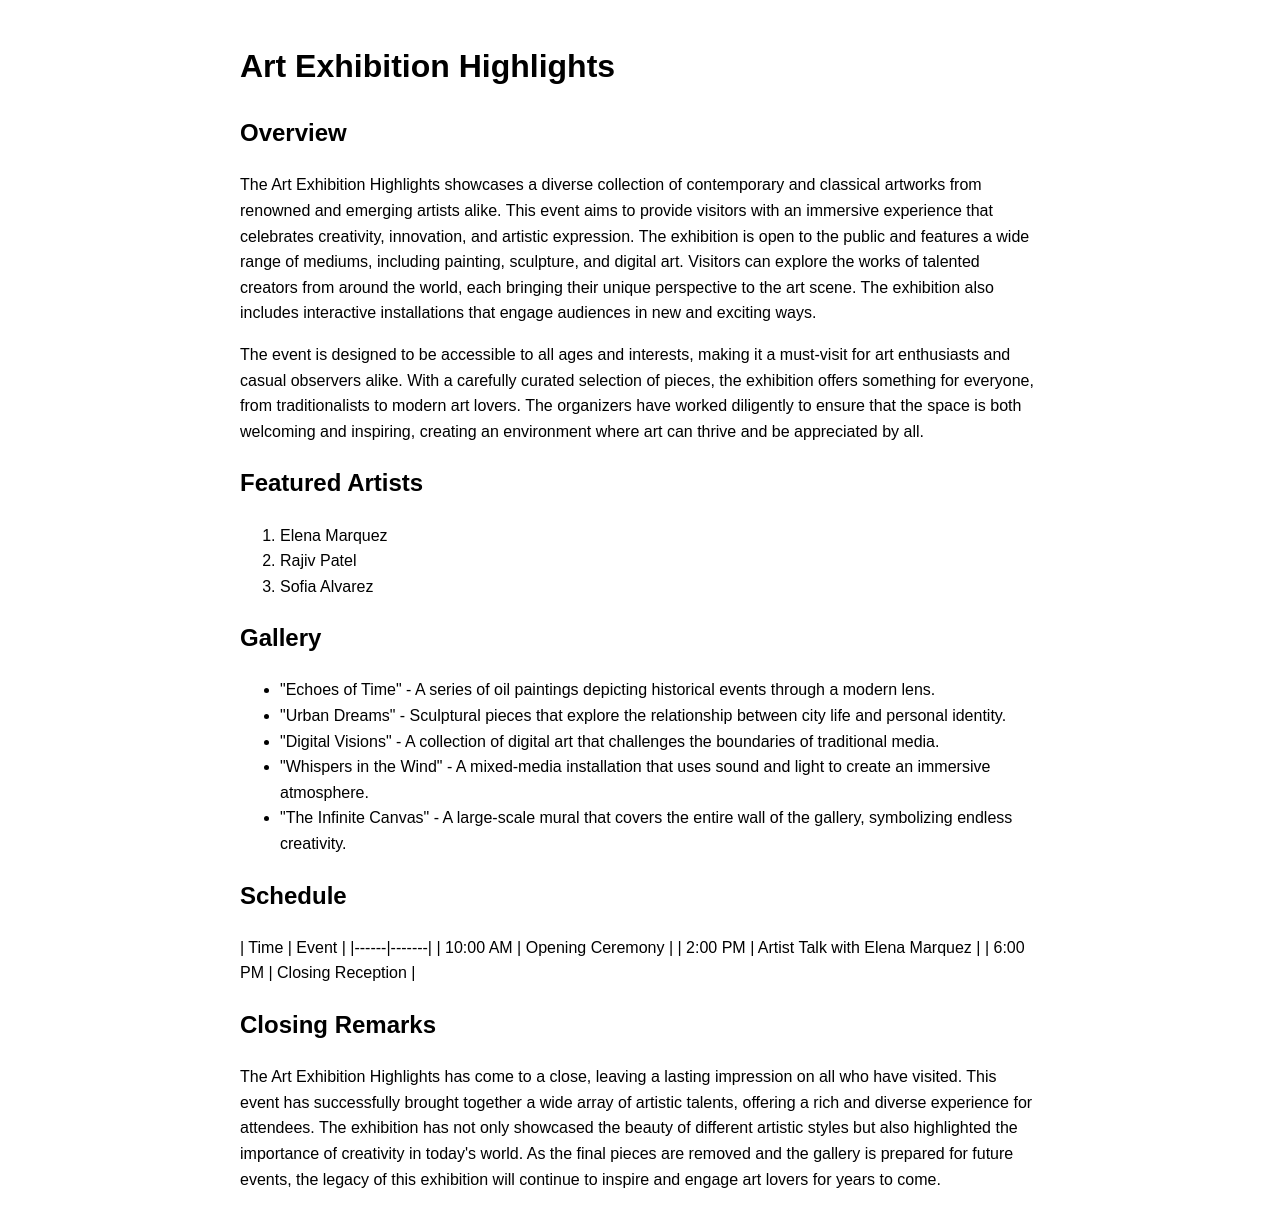 Art Exhibition Highlights
Overview
The Art Exhibition Highlights showcases a diverse collection of contemporary and classical artworks from
renowned and emerging artists alike. This event aims to provide visitors with an immersive experience that
celebrates creativity, innovation, and artistic expression. The exhibition is open to the public and features a wide
range of mediums, including painting, sculpture, and digital art. Visitors can explore the works of talented
creators from around the world, each bringing their unique perspective to the art scene. The exhibition also
includes interactive installations that engage audiences in new and exciting ways.
The event is designed to be accessible to all ages and interests, making it a must-visit for art enthusiasts and
casual observers alike. With a carefully curated selection of pieces, the exhibition offers something for everyone,
from traditionalists to modern art lovers. The organizers have worked diligently to ensure that the space is both
welcoming and inspiring, creating an environment where art can thrive and be appreciated by all.
Featured Artists
1. Elena Marquez
2. Rajiv Patel
3. Sofia Alvarez
Gallery
• "Echoes of Time" - A series of oil paintings depicting historical events through a modern lens.
• "Urban Dreams" - Sculptural pieces that explore the relationship between city life and personal identity.
• "Digital Visions" - A collection of digital art that challenges the boundaries of traditional media.
• "Whispers in the Wind" - A mixed-media installation that uses sound and light to create an immersive
atmosphere.
• "The Infinite Canvas" - A large-scale mural that covers the entire wall of the gallery, symbolizing endless
creativity.
Schedule
| Time | Event | |------|-------| | 10:00 AM | Opening Ceremony | | 2:00 PM | Artist Talk with Elena Marquez | | 6:00
PM | Closing Reception |
Closing Remarks
The Art Exhibition Highlights has come to a close, leaving a lasting impression on all who have visited. This
event has successfully brought together a wide array of artistic talents, offering a rich and diverse experience for
attendees. The exhibition has not only showcased the beauty of different artistic styles but also highlighted the
importance of creativity in today's world. As the final pieces are removed and the gallery is prepared for future
events, the legacy of this exhibition will continue to inspire and engage art lovers for years to come.